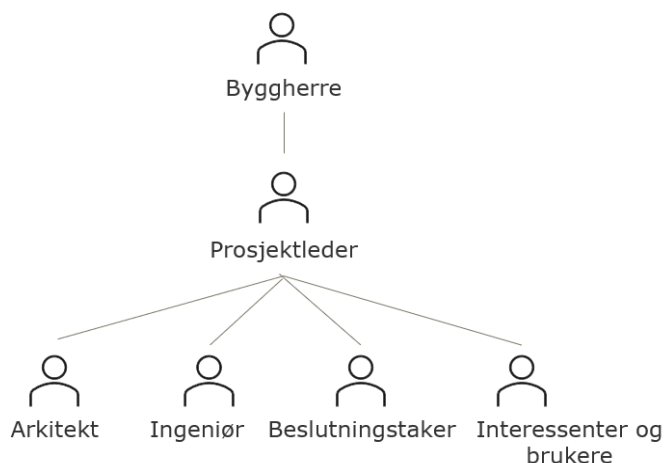 Byggherre
Prosjektleder
Arkitekt
Ingeniør
Beslutningstaker
Interessenter og
brukere